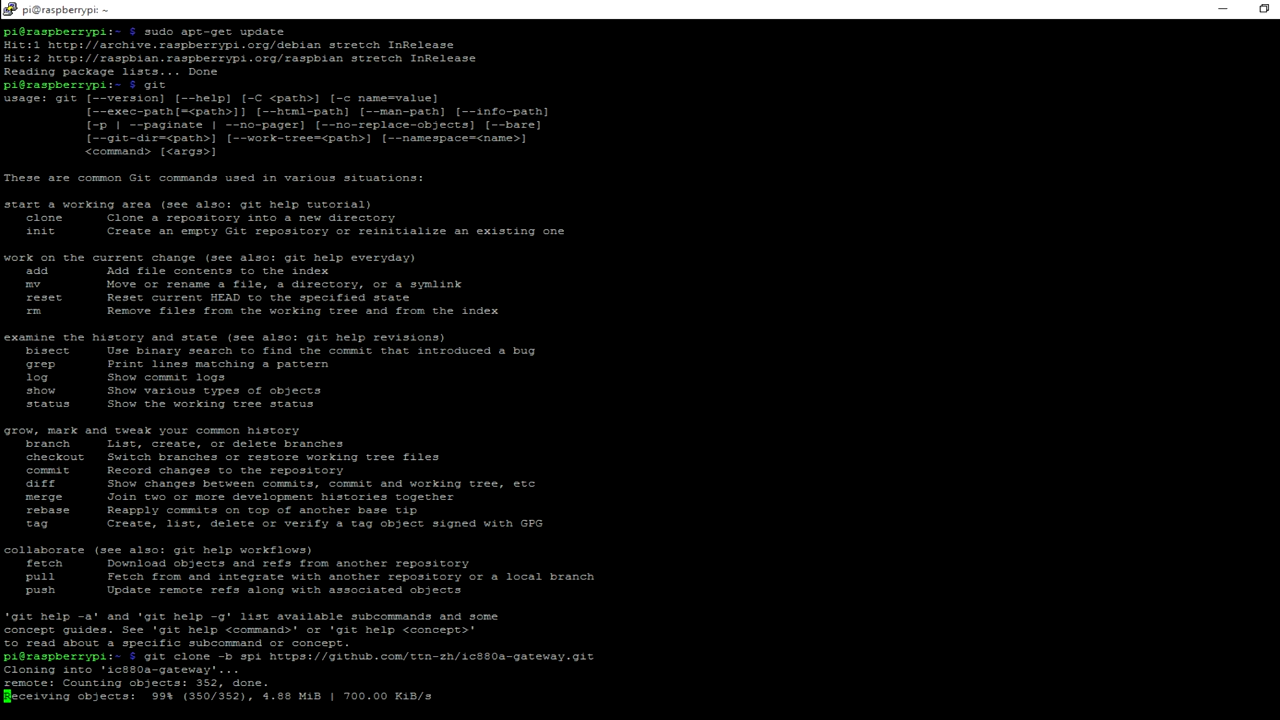 pi@raspberrypi: ~
pi@raspberrypi:~ $ sudo apt-get update
Hit:1 http://archive.raspberrypi.org/debian stretch InRelease
Hit:2 http://raspbian.raspberrypi.org/raspbian stretch InRelease
Reading package lists... Done
pi@raspberrypi:~ $ git
usage: git [--version] [--help] [-C <path>] [-c name=value]
[--exec-path[=<path>]] [--html-path] [--man-path] [--info-path]
[-p | --paginate | --no-pager] [--no-replace-objects] [--bare]
[--git-dir=<path>] [--work-tree=<path>] [--namespace=<name>]
<command> [<args>]
These are common Git commands used in various situations:
start a working area (see also: git help tutorial)
clone Clone a repository into a new directory
init Create an empty Git repository or reinitialize an existing one
work on the current change (see also: git help everyday)
add Add file contents to the index
mv Move or rename a file, a directory, or a symlink
reset Reset current HEAD to the specified state
rm Remove files from the working tree and from the index
examine the history and state (see also: git help revisions)
bisect Use binary search to find the commit that introduced a bug
grep Print lines matching a pattern
log Show commit logs
show Show various types of objects
status Show the working tree status
grow, mark and tweak your common history
branch List, create, or delete branches
checkout Switch branches or restore working tree files
commit Record changes to the repository
diff Show changes between commits, commit and working tree, etc
merge Join two or more development histories together
rebase Reapply commits on top of another base tip
tag Create, list, delete or verify a tag object signed with GPG
collaborate (see also: git help workflows)
fetch Download objects and refs from another repository
pull Fetch from and integrate with another repository or a local branch
push Update remote refs along with associated objects
'git help -a' and 'git help -g' list available subcommands and some
concept guides. See 'git help <command>' or 'git help <concept>'
to read about a specific subcommand or concept.
pi@raspberrypi:~ $ git clone -b spi https://github.com/ttn-zh/ic880a-gateway.git
Cloning into 'ic880a-gateway'...
remote: Counting objects: 352, done.
Receiving objects: 99% (350/352), 4.88 MiB | 700.00 KiB/s